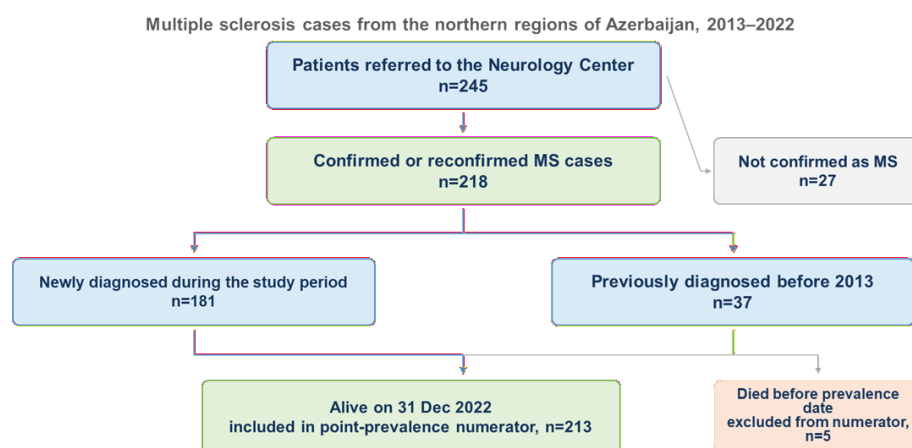 Multiple sclerosis cases from the northern regions of Azerbaijan, 2013–2022
Patients referred to the Neurology Center
n=245
Confirmed or reconfirmed MS cases
n=218
Not confirmed as MS
n=27
Newly diagnosed during the study period
n=181
Previously diagnosed before 2013
n=37
Alive on 31 Dec 2022
included in point-prevalence numerator, n=213
Died before prevalence
date
excluded from numerator,
n=5